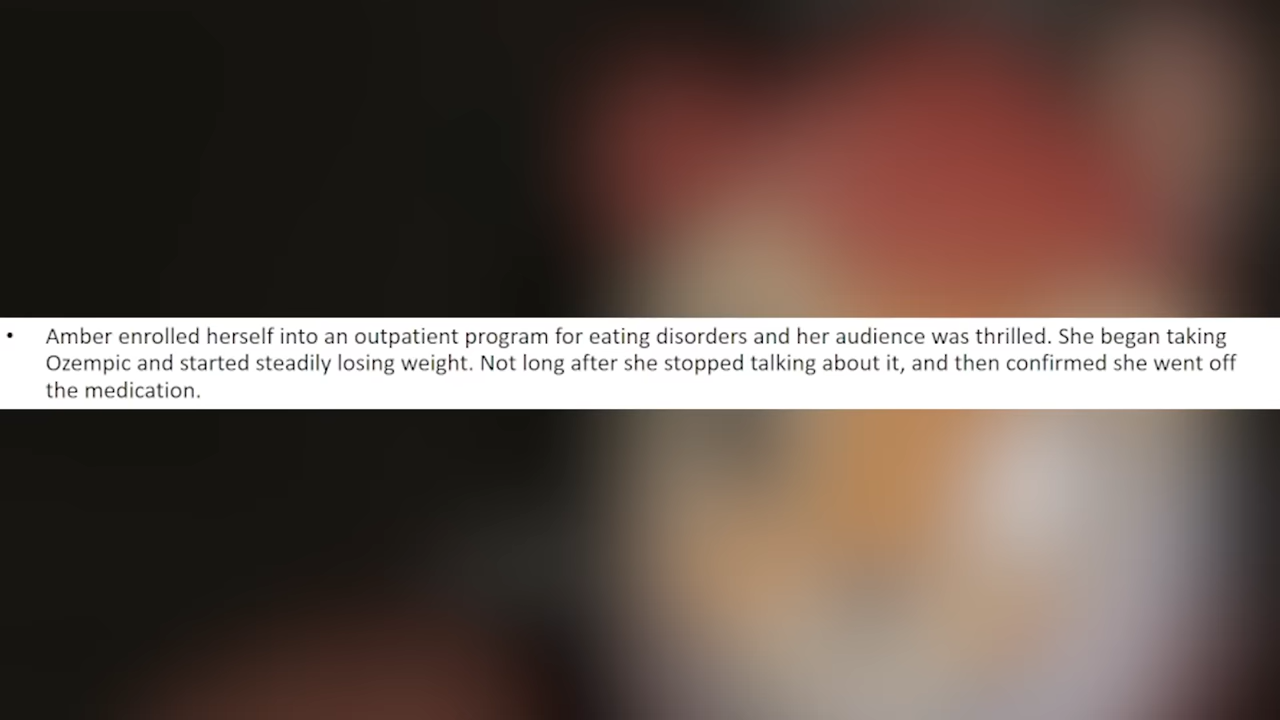 • Amber enrolled herself into an outpatient program for eating disorders and her audience was thrilled. She began taking
Ozempic and started steadily losing weight. Not long after she stopped talking about it, and then confirmed she went off
the medication.